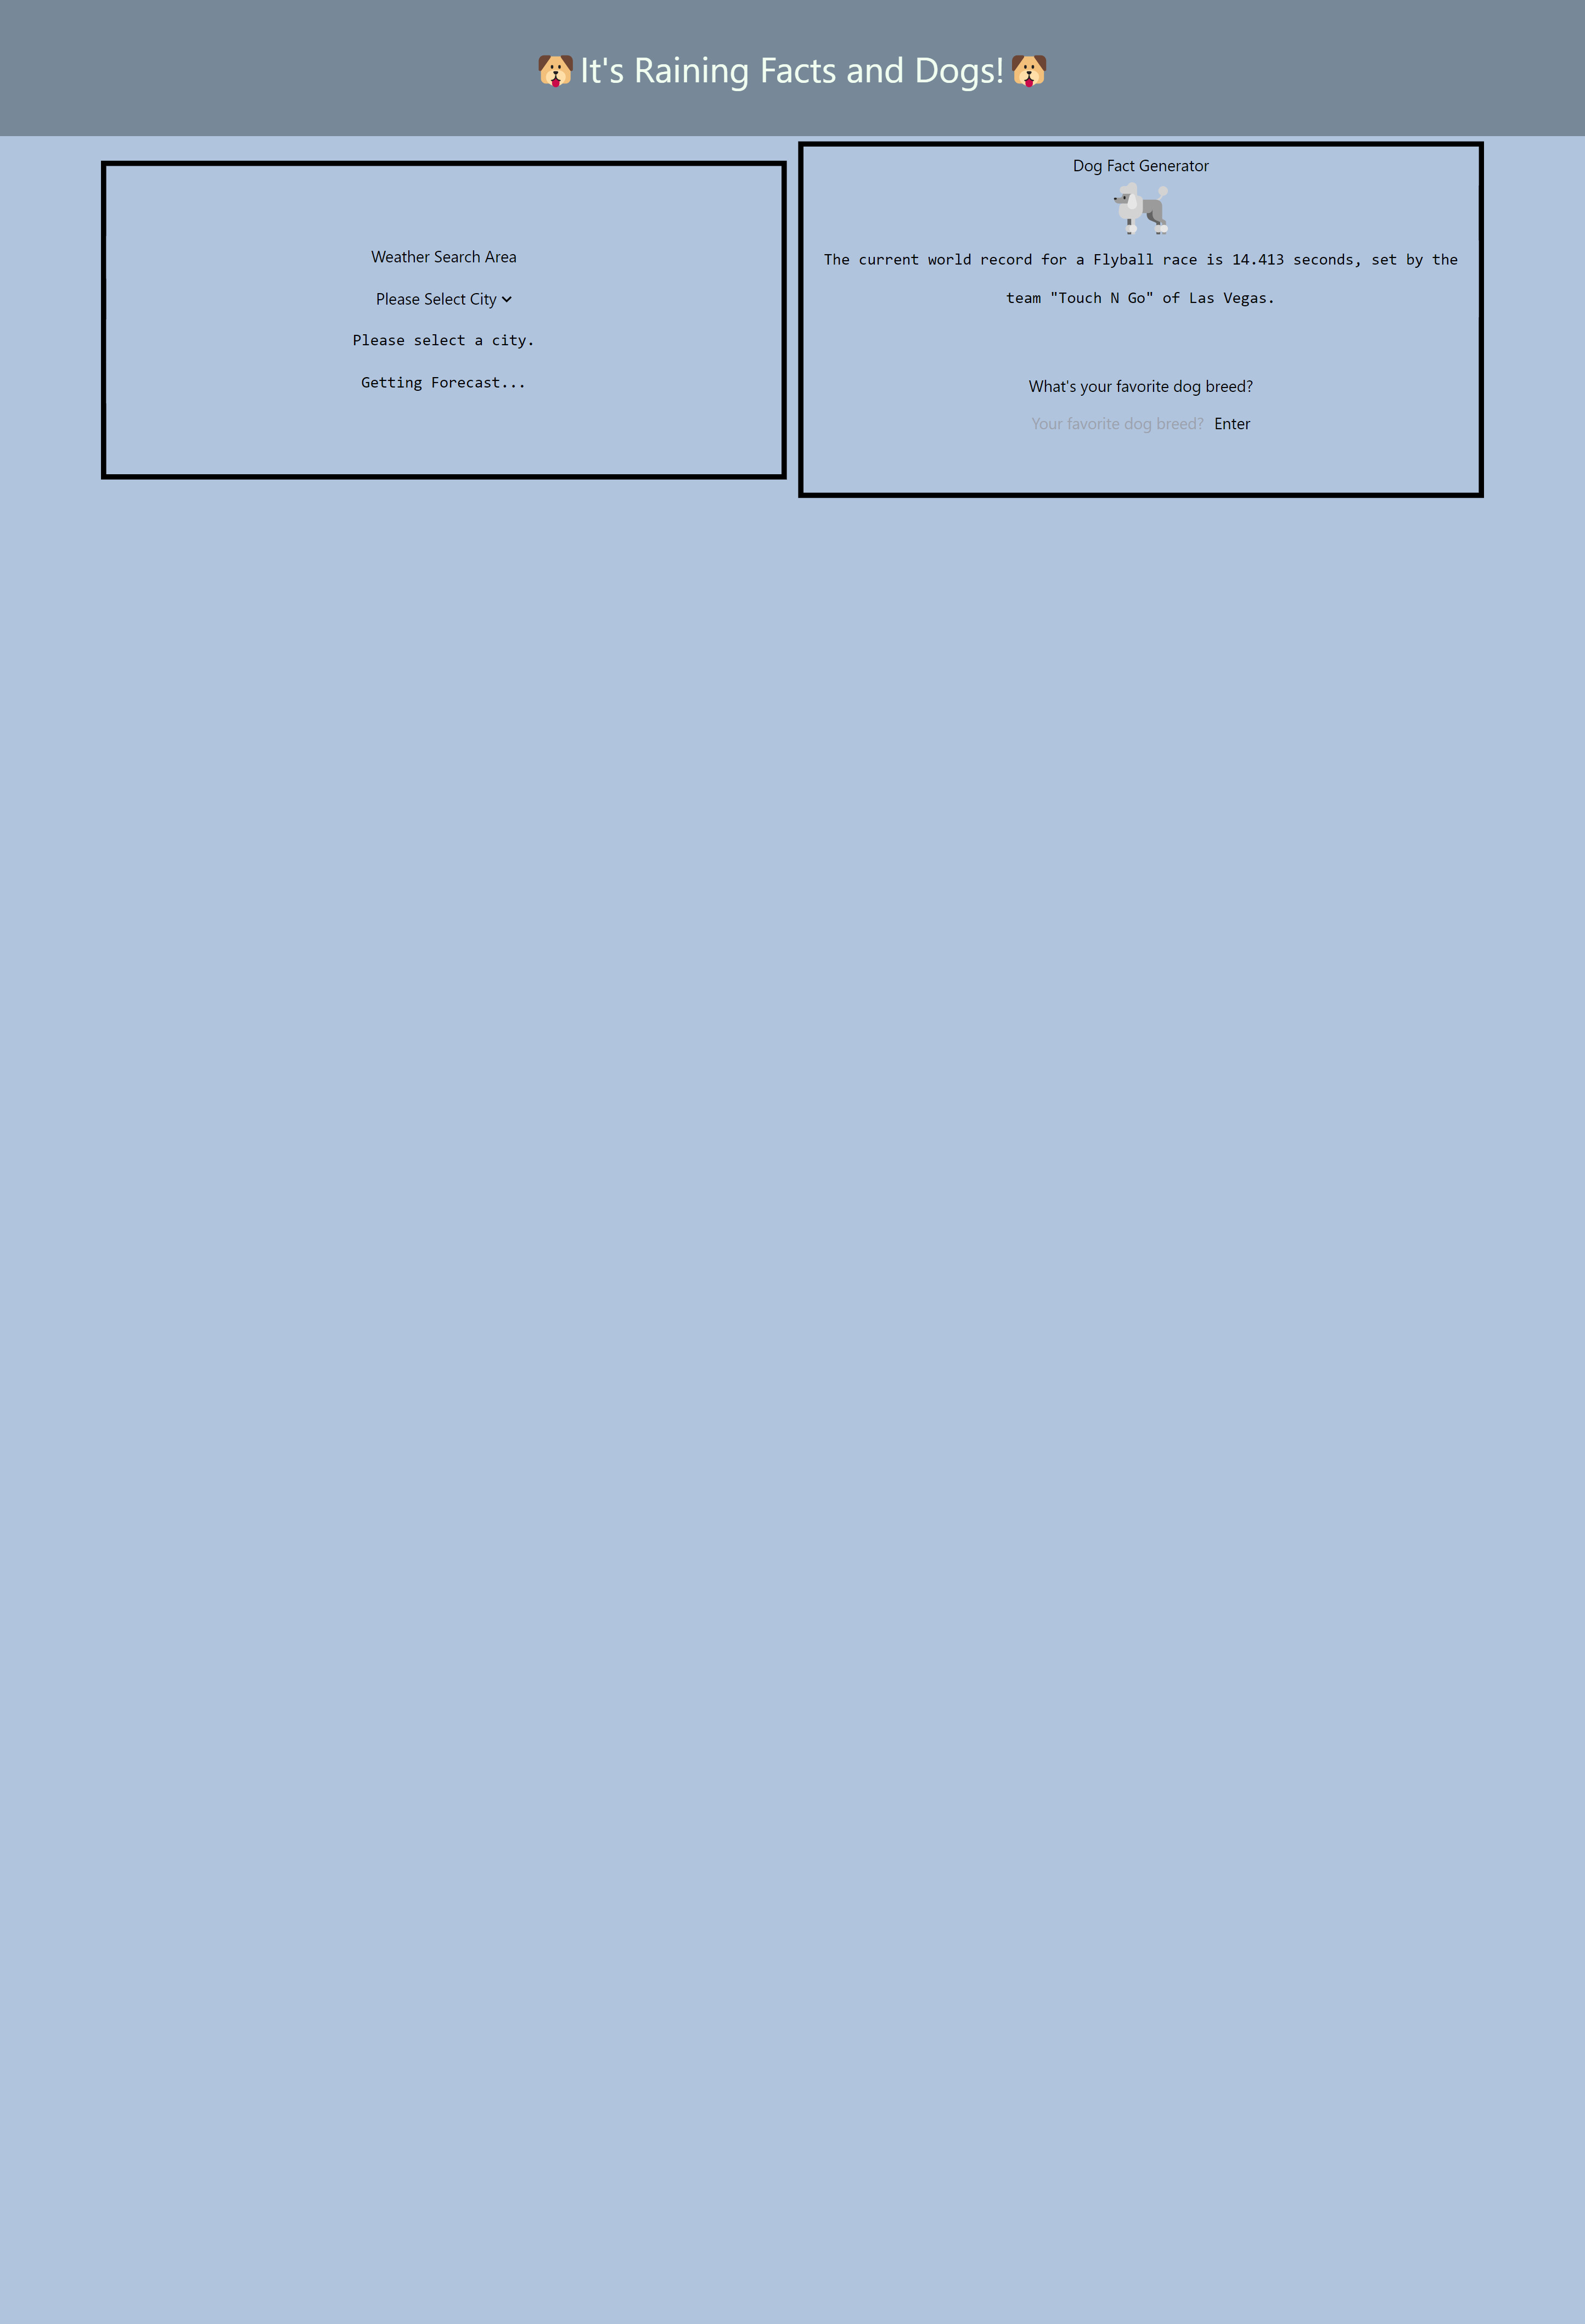 It's Raining Facts and Dogs!
Weather Search Area
Please Select City
Please select a city.
Getting Forecast...
Dog Fact Generator
The current world record for a Flyball race is 14.413 seconds, set by the
team "Touch N Go" of Las Vegas.
What's your favorite dog breed?
Your favorite dog breed? Enter